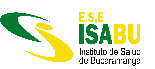 E.S.E
ISABU
Instituto de Salud
de Bucaramanga